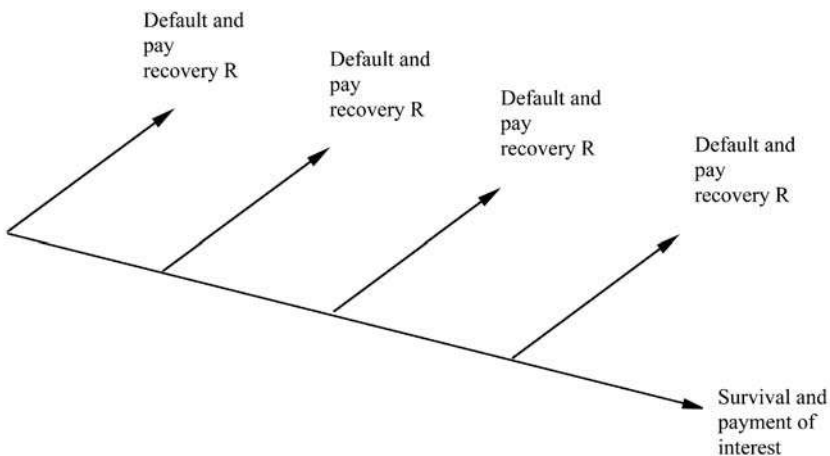 Default and
pay
recovery R
Default and
pay
recovery R
Default and
pay
recovery R
Default and
pay
recovery R
Survival and
payment of
interest